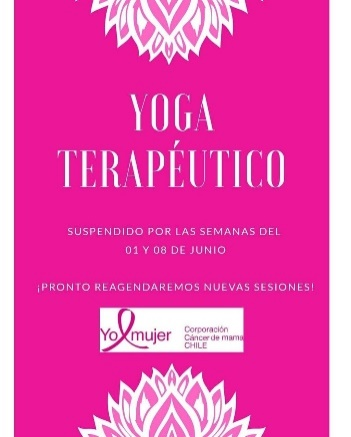 YOGA
TERAPÉUTICO
SUSPENDIDO POR LAS SEMANAS DEL
01 Y 08 DE JUNIO
¡PRONTO REAGENDAREMOS NUEVAS SESIONES!
Yo mujer
Corporación
Cáncer de mama
CHILE